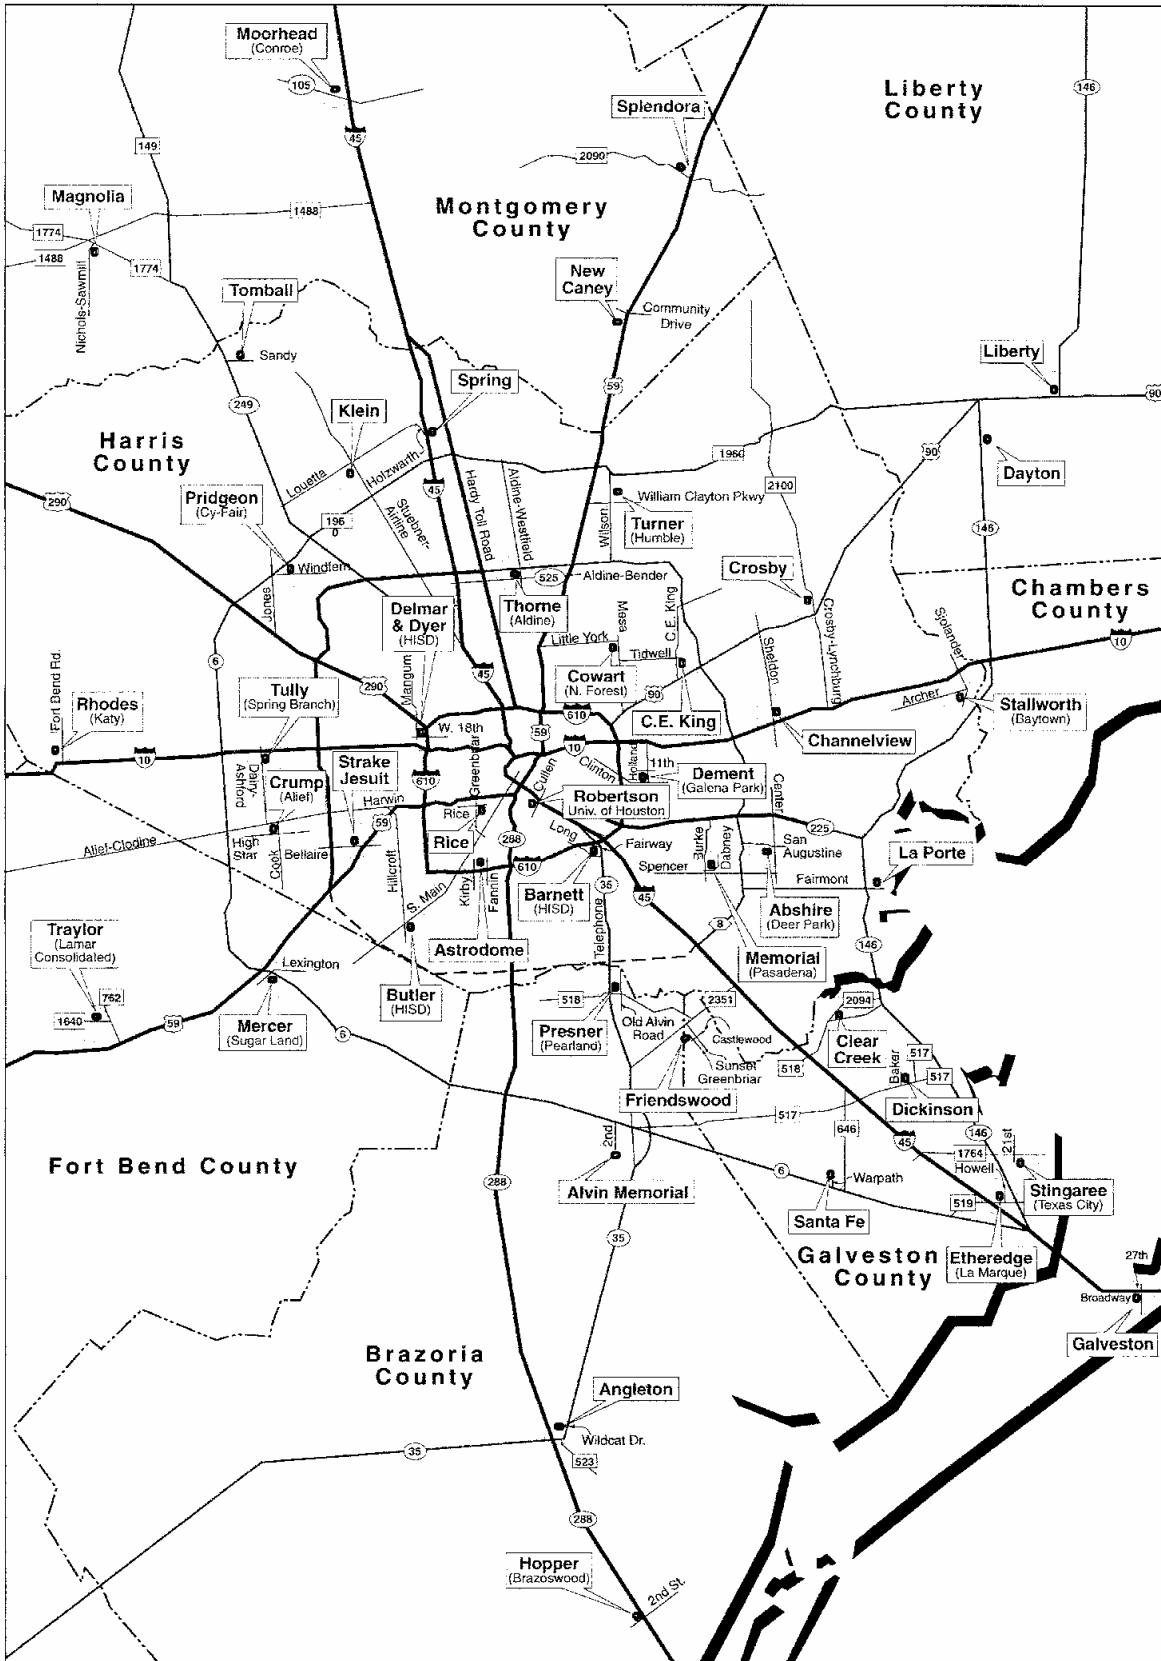 Moorhead
(Conroe)
105
45
Liberty
County
146
Splendora
2090
149
Magnolia
1774
1488
1488
1774
Nichols-Sawmill
Montgomery
County
New
Caney
Community
Drive
Tomball
Sandy
59
Liberty
90
249
Klein
Spring
Harris
County
Louetta
Holzwarth
1960
90
2100
Dayton
290
Pridgeon
(Cy-Fair)
196
0
45
Stuebner-
Airline
Hardy Toll Road
Aldine-Westfield
Wilson
William Clayton Pkwy
Turner
(Humble)
146
Windfern
Jones
525
Aldine-Bender
Crosby
Chambers
County
Delmar
& Dyer
(HISD)
Thorne
(Aldine)
Mesa
C.E. King
Little York
Tidwell
Cowart
(N. Forest)
Sheldon
Crosby-Lynchburg
Sjolander
10
6
Fort Bend Rd.
Mangum
45
290
Tully
(Spring Branch)
Rhodes
(Katy)
90
C.E. King
Archer
Stallworth
(Baytown)
W. 18th
610
59
10
Channelview
10
Dairy-
Ashford
Strake
Jesuit
Crump
(Alief)
610
Greenbriar
Cullen
Clinton
Holland
11th
Dement
(Galena Park)
Robertson
Univ. of Houston
Center
Harwin
59
Rice
Rice
288
Long
Alief-Clodine
High
Star
Bellaire
Cook
Hillcroft
Fairway
Burke
Dabney
225
San
Augustine
La Porte
Spencer
Fairmont
610
S. Main
Kirby
Fannin
Barnett
(HISD)
35
45
Abshire
(Deer Park)
8
Traylor
(Lamar
Consolidated)
Astrodome
Telephone
Memorial
(Pasadena)
146
Lexington
762
1640
59
Mercer
(Sugar Land)
Butler
(HISD)
6
518
Presner
(Pearland)
Old Alvin
Road
2351
Castlewood
Sunset
Greenbriar
2094
Clear
Creek
518
517
Baker
517
Friendswood
Dickinson
517
646
45
146
21st
1764
Howell
Fort Bend County
2nd
Alvin Memorial
6
Warpath
Santa Fe
519
Stingaree
(Texas City)
288
35
Galveston
County
Etheredge
(La Marque)
27th
Broadway
Galveston
Brazoria
County
Angleton
Wildcat Dr.
35
523
288
Hopper
(Brazoswood)
2nd St.